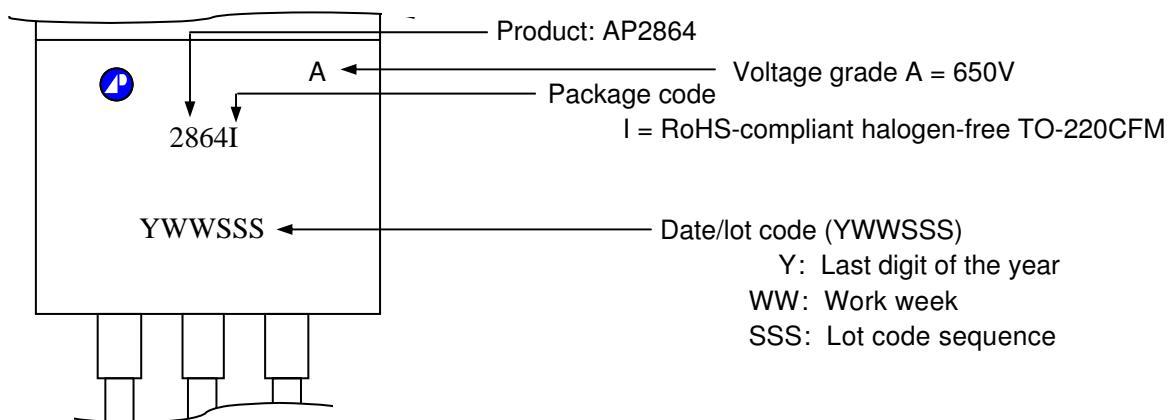 Product: AP2864
A
Voltage grade A = 650V
Package code
I = RoHS-compliant halogen-free TO-220CFM
2864I
YWWSSS
Date/lot code (YWWSSS)
Y: Last digit of the year
WW: Work week
SSS: Lot code sequence
AP